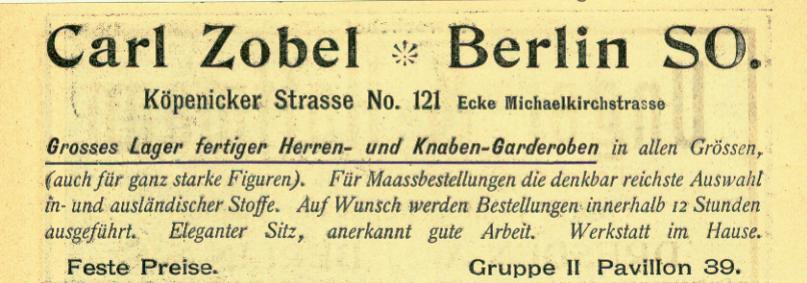 Carl Zobel ❊ Berlin SO.
Köpenicker Strasse No. 121 Ecke Michaelkirchstrasse
Grosses Lager fertiger Herren- und Knaben-Garderoben in allen Grössen,
(auch für ganz starke Figuren). Für Maassbestellungen die denkbar reichste Auswahl
in- und ausländischer Stoffe. Auf Wunsch werden Bestellungen innerhalb 12 Stunden
ausgeführt. Eleganter Sitz, anerkannt gute Arbeit. Werkstatt im Hause.
Feste Preise. Gruppe II Pavillon 39.